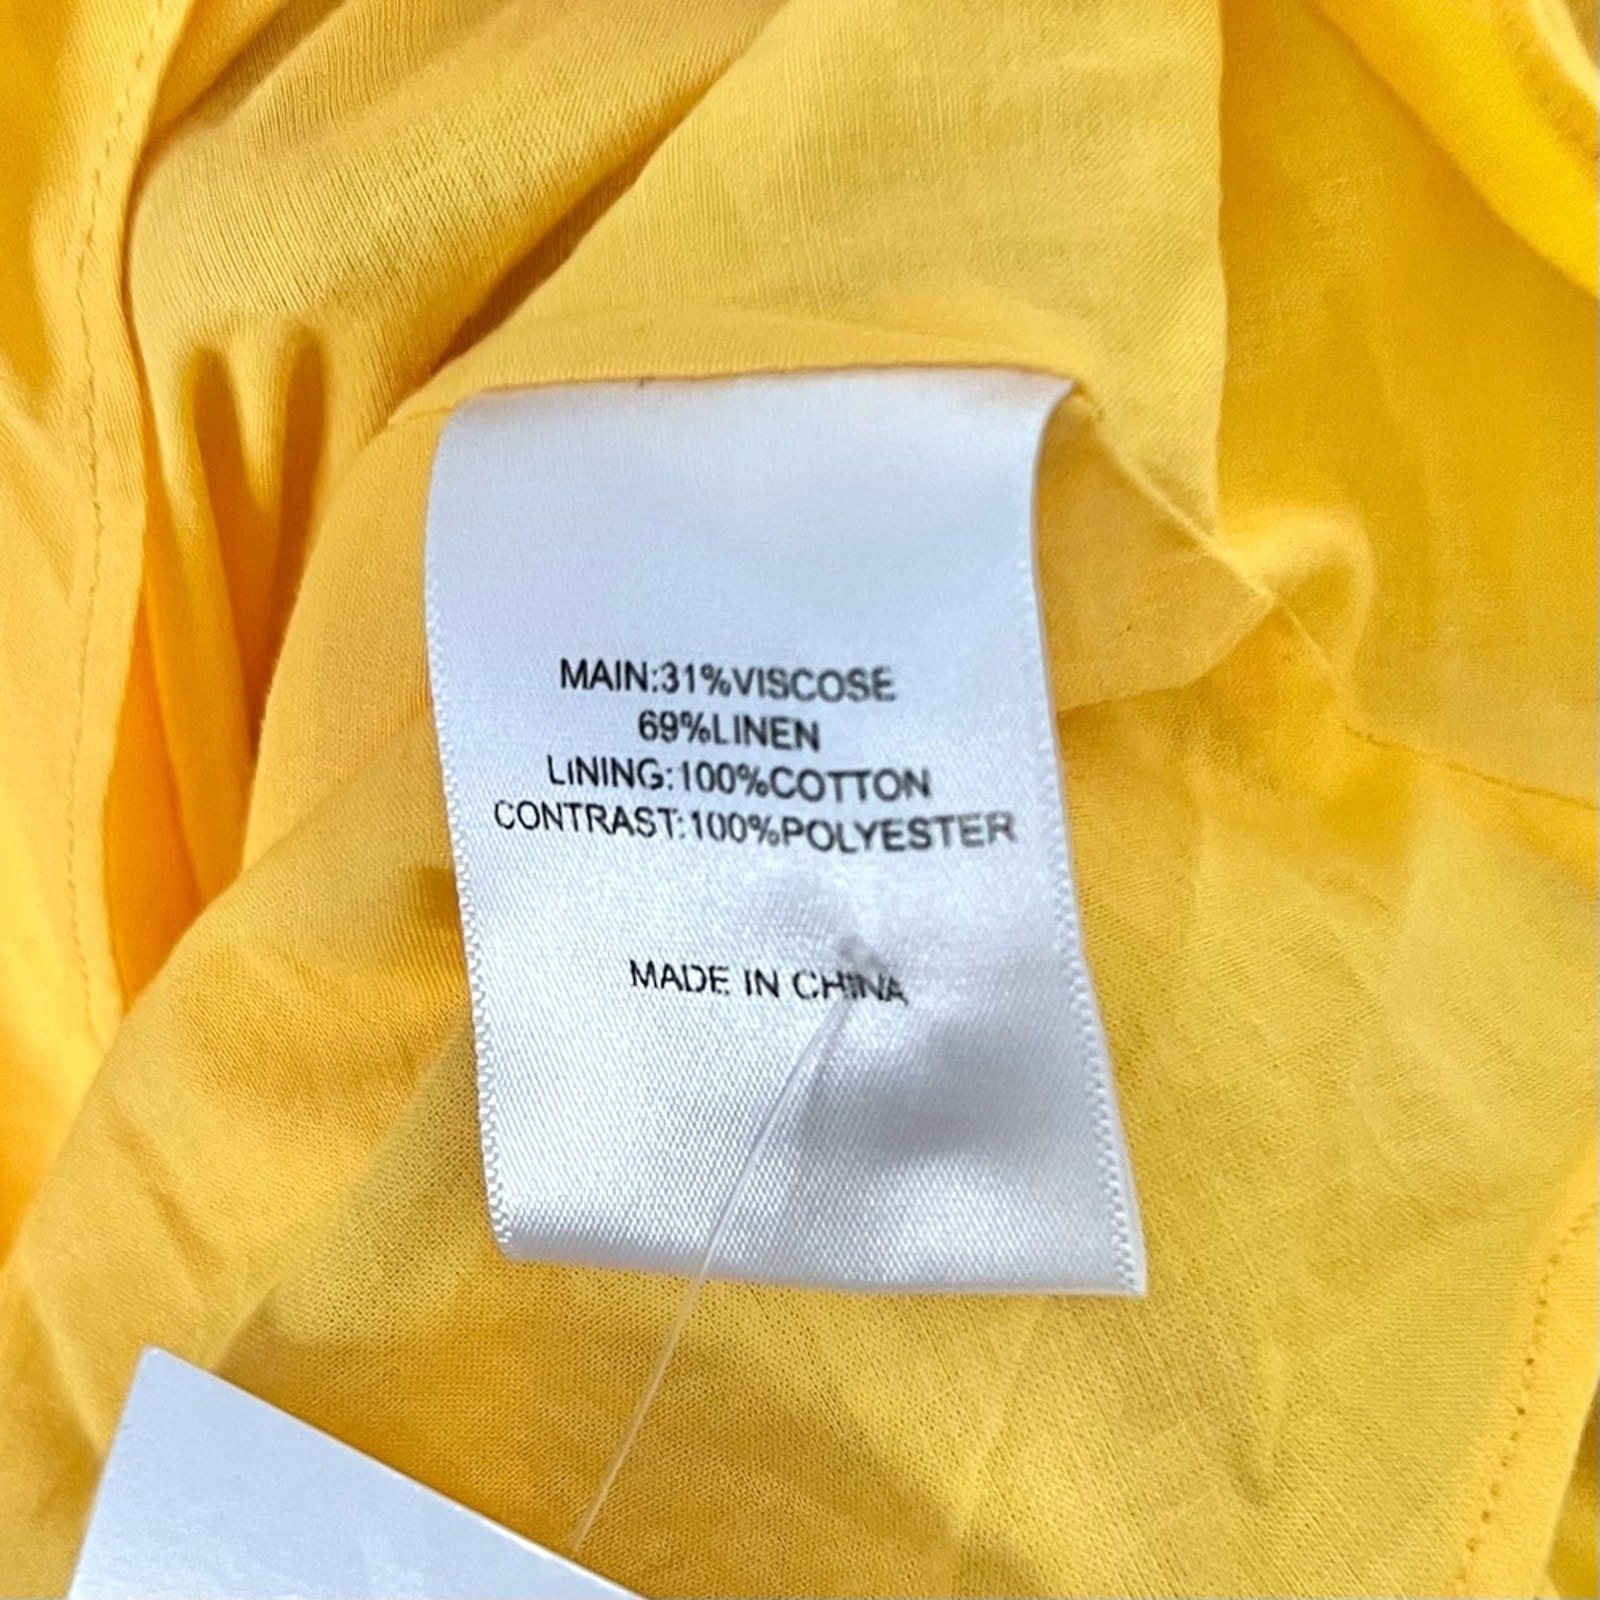 MAIN:31%VISCOSE
69%LINEN
LINING:100%COTTON
CONTRAST:100%POLYESTER
MADE IN CHINA